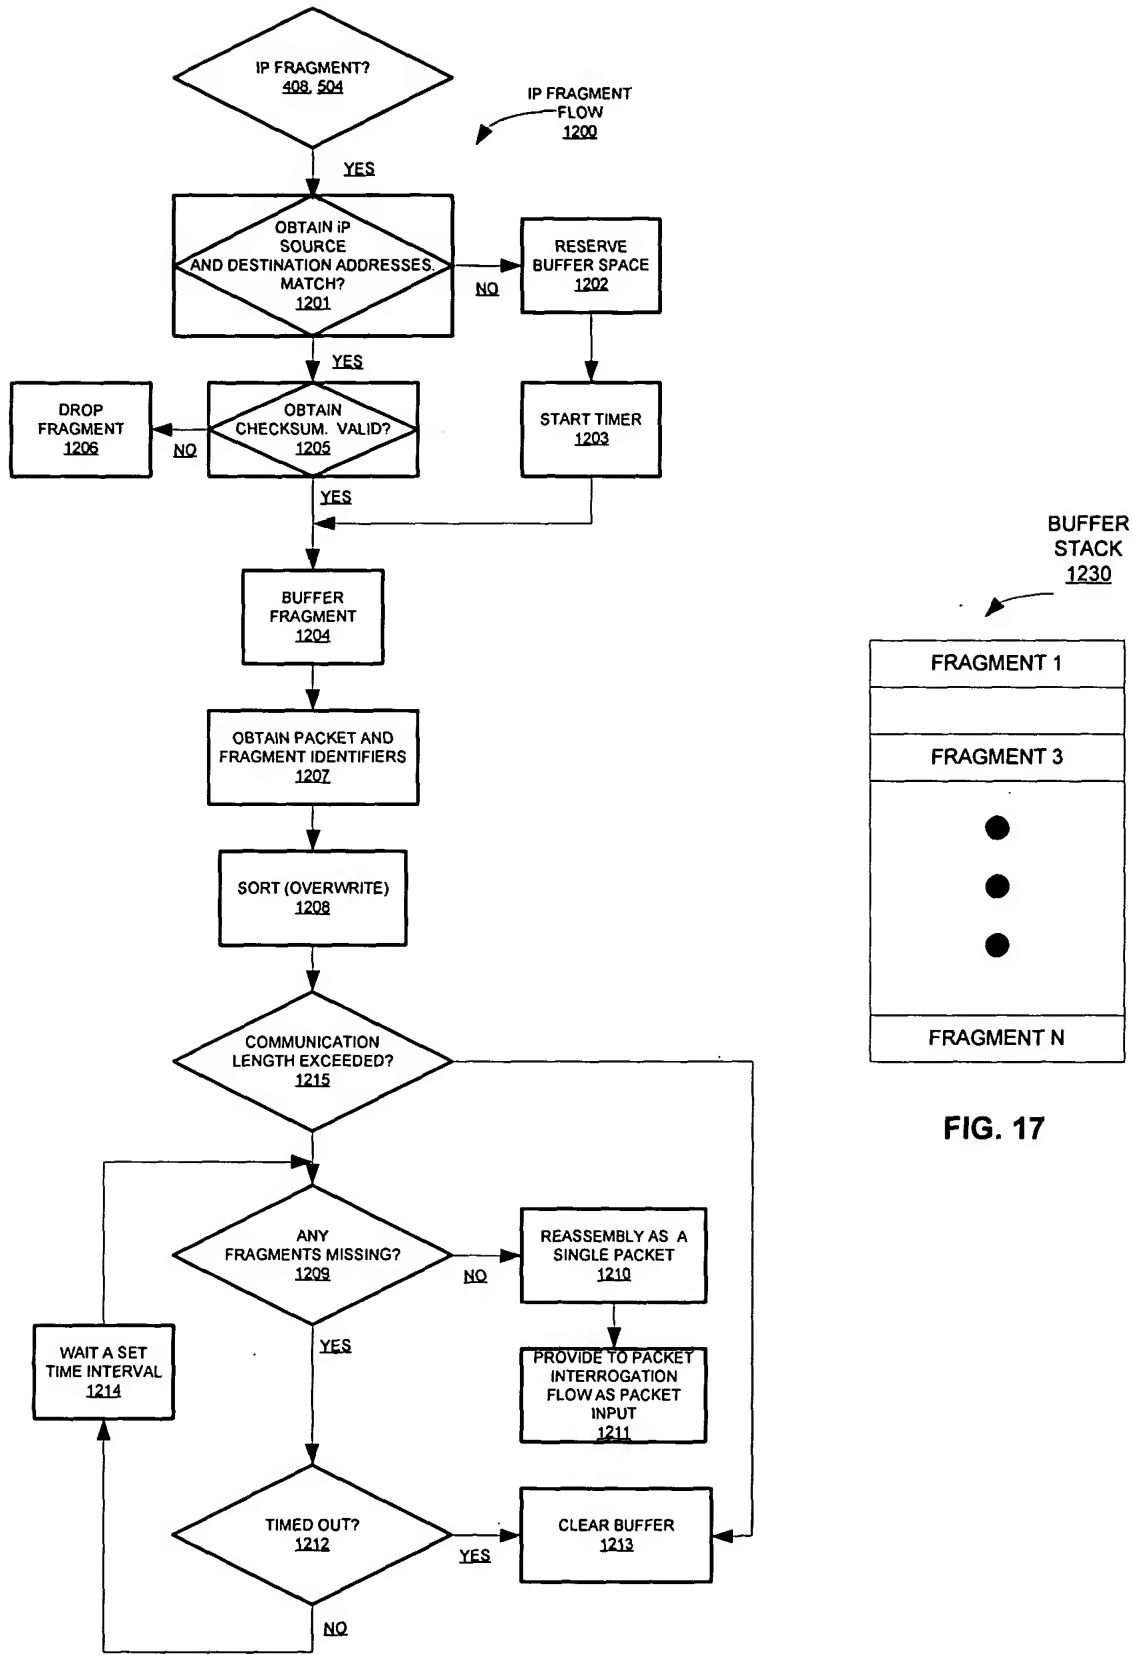 IP FRAGMENT?
408, 504
IP FRAGMENT
FLOW
1200
YES
OBTAIN iP
SOURCE
AND DESTINATION ADDRESSES.
MATCH?
1201
NO
RESERVE
BUFFER SPACE
1202
YES
DROP
FRAGMENT
1206
NO
OBTAIN
CHECKSUM. VALID?
1205
START TIMER
1203
YES
BUFFER
FRAGMENT
1204
OBTAIN PACKET AND
FRAGMENT IDENTIFIERS
1207
SORT (OVERWRITE)
1208
COMMUNICATION
LENGTH EXCEEDED?
1215
ANY
FRAGMENTS MISSING?
1209
NO
REASSEMBLY AS A
SINGLE PACKET
1210
YES
WAIT A SET
TIME INTERVAL
1214
PROVIDE TO PACKET
INTERROGATION
FLOW AS PACKET
INPUT
1211
TIMED OUT?
1212
YES
CLEAR BUFFER
1213
NO
BUFFER
STACK
1230
FRAGMENT 1
FRAGMENT 3
FRAGMENT N
FIG. 17